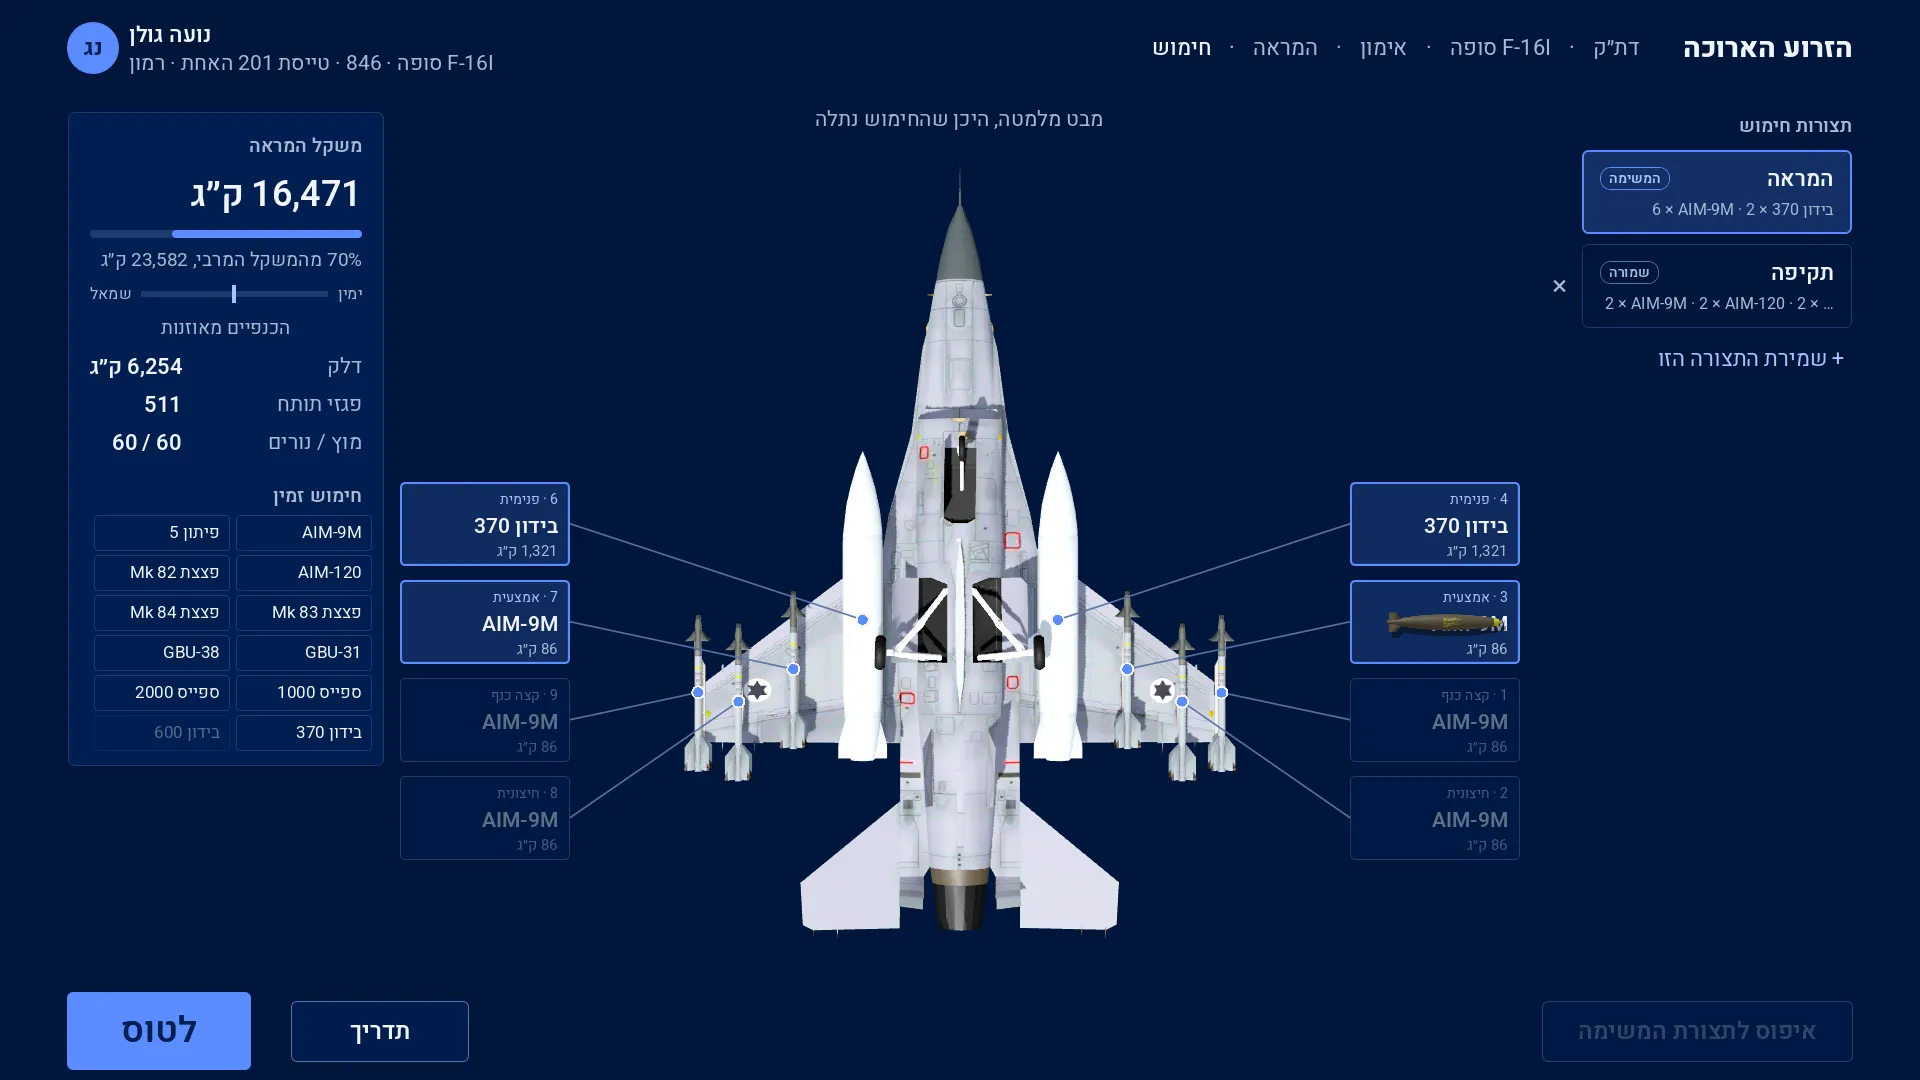 הזרוע הארוכה
דת״ק · F-16I סופה · אימון · המראה · חימוש
נועה גולן
F-16I סופה · 846 · טייסת 201 האחת · רמון
נג
תצורות חימוש
המראה
המשימה
בידון 370 × 2 · AIM-9M × 6
תקיפה
שמורה
2 × AIM-9M · 2 × AIM-120 · 2 × …
×
+ שמירת התצורה הזו
מבט מלמטה, היכן שהחימוש נתלה
4 · פנימית
בידון 370
1,321 ק״ג
3 · אמצעית
86 ק״ג
1 · קצה כנף
AIM-9M
86 ק״ג
2 · חיצונית
AIM-9M
86 ק״ג
6 · פנימית
בידון 370
1,321 ק״ג
7 · אמצעית
AIM-9M
86 ק״ג
9 · קצה כנף
AIM-9M
86 ק״ג
8 · חיצונית
AIM-9M
86 ק״ג
משקל המראה
16,471 ק״ג
70% מהמשקל המרבי, 23,582 ק״ג
ימין שמאל
הכנפיים מאוזנות
דלק 6,254 ק״ג
פגזי תותח 511
מוץ / נורים 60 / 60
חימוש זמין
AIM-9M פיתון 5
AIM-120 פצצת Mk 82
פצצת Mk 83 פצצת Mk 84
GBU-31 GBU-38
ספייס 1000 ספייס 2000
בידון 370 בידון 600
איפוס לתצורת המשימה
תדריך
לטוס